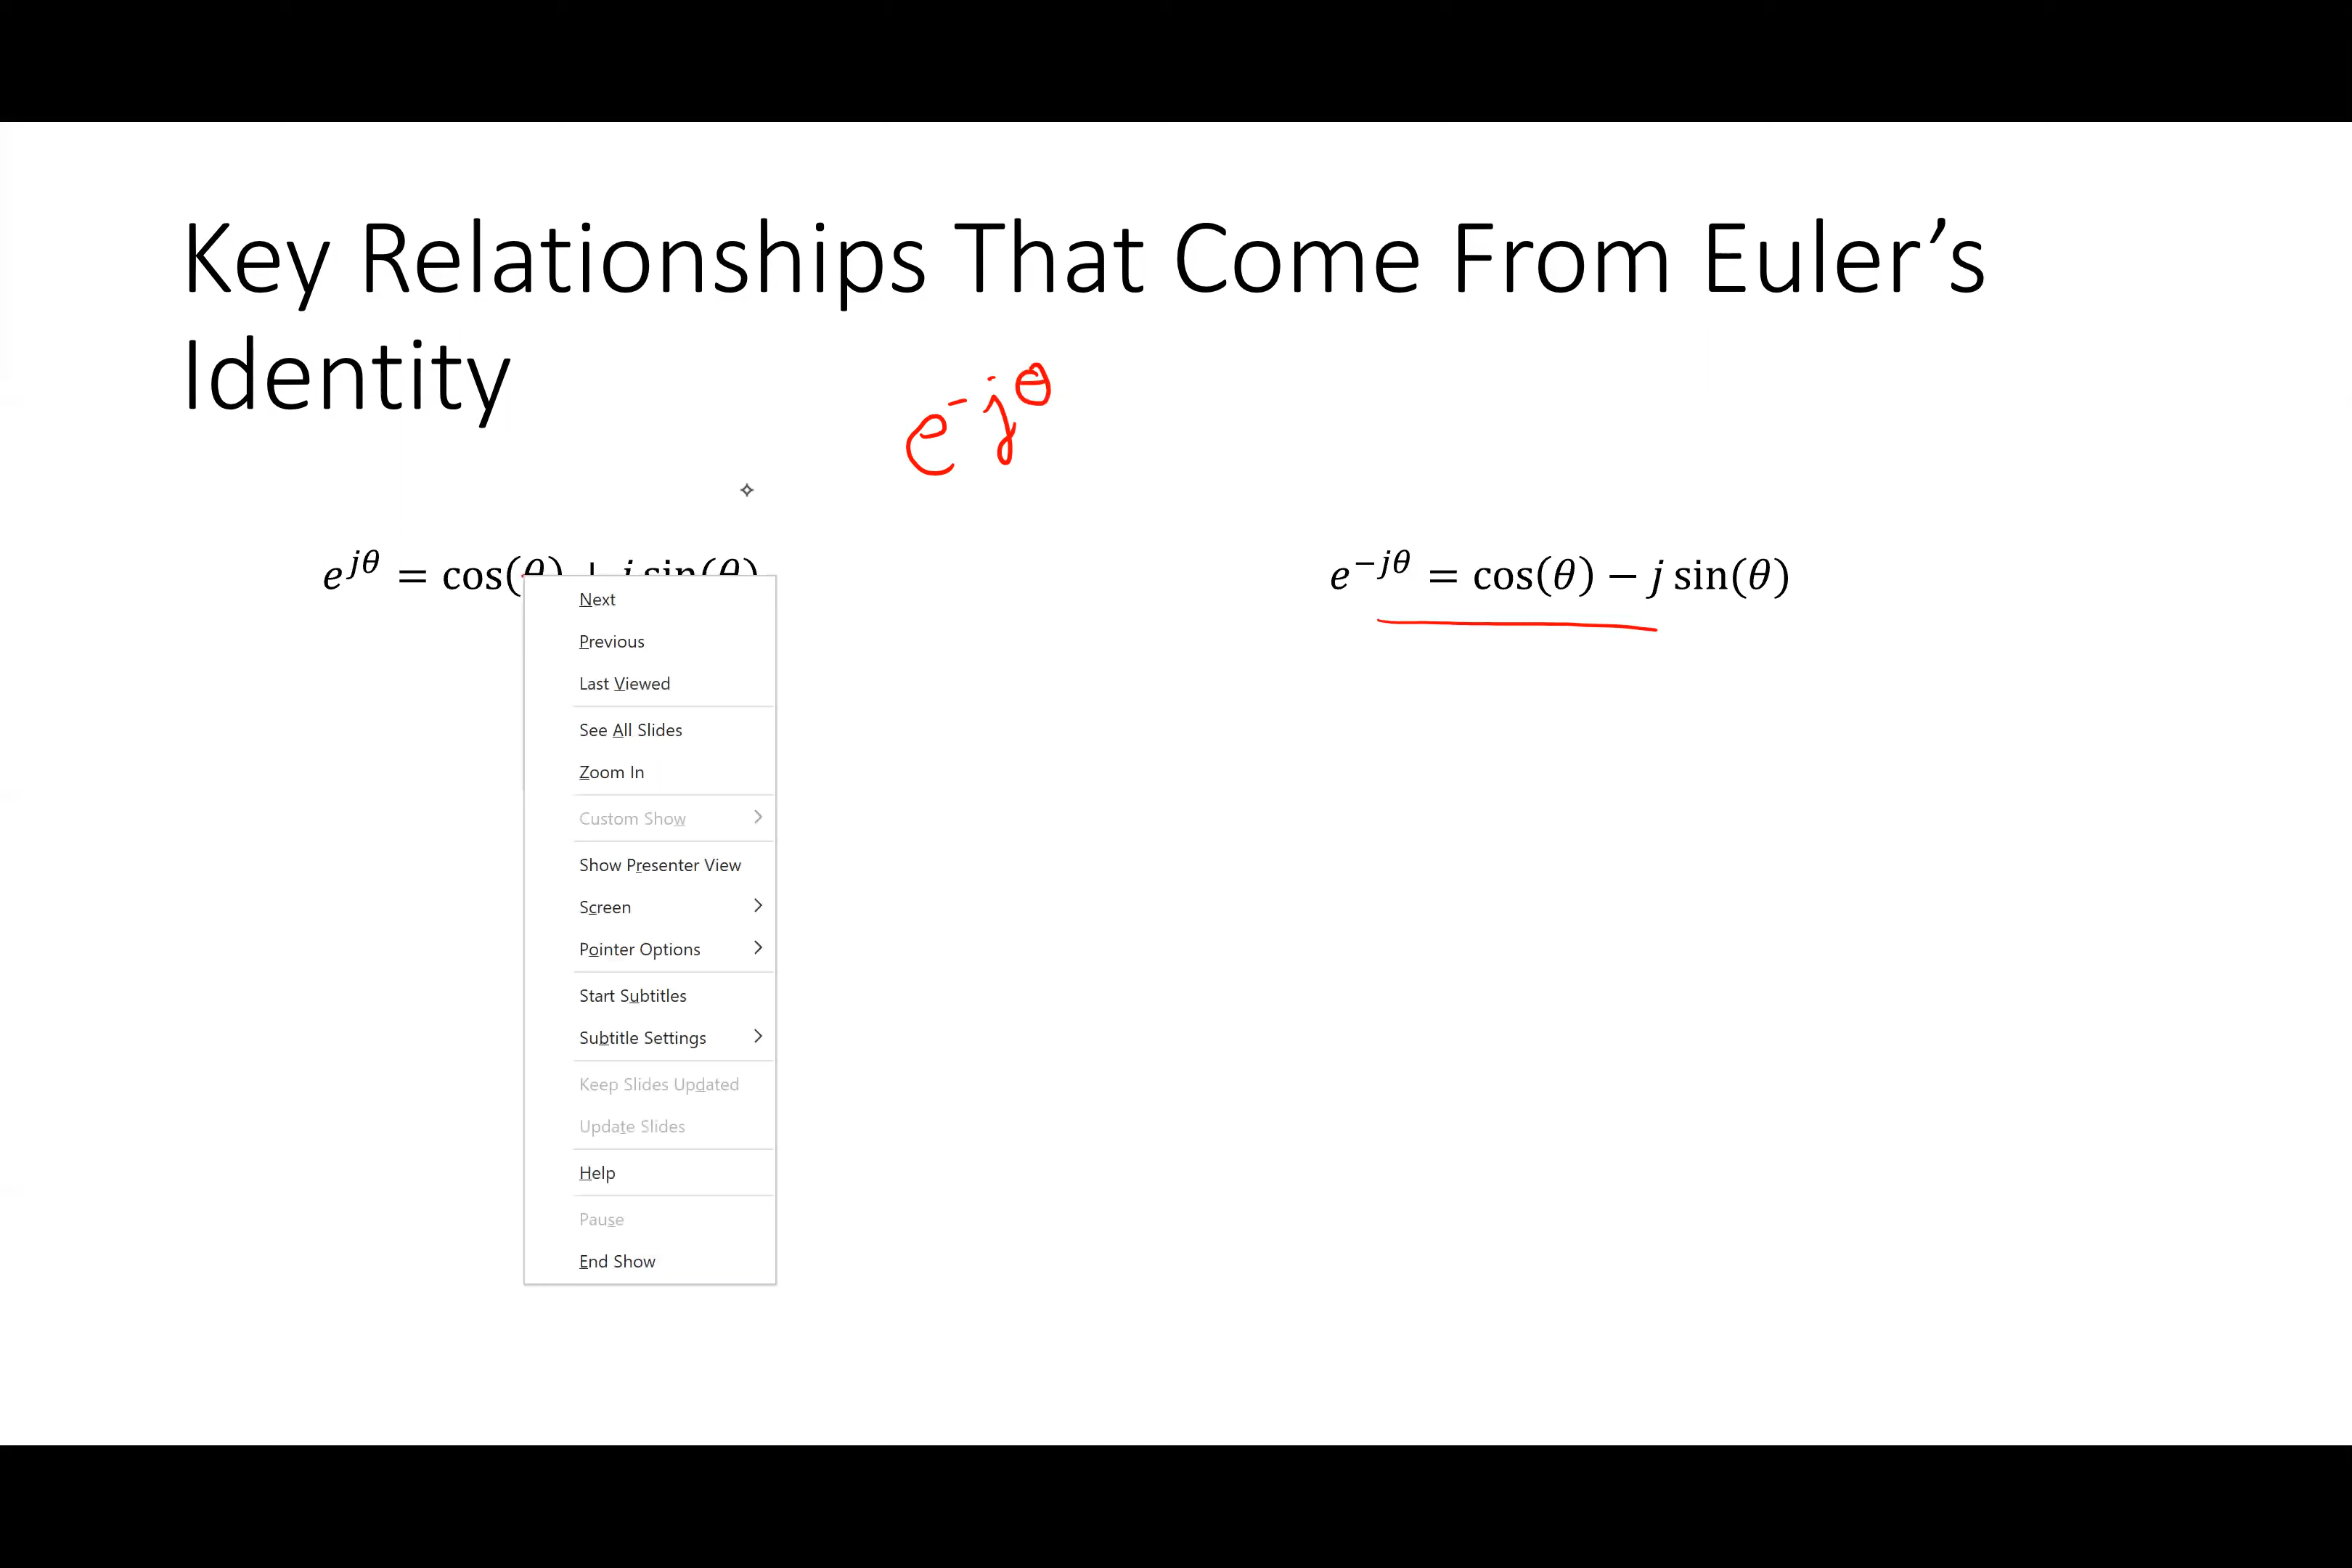 Key Relationships That Come From Euler's
Identity
e^{-jθ}
e^{jθ} = cos(θ) + j sin(θ)
e^{-jθ} = cos(θ) − j sin(θ)
Next
Previous
Last Viewed
See All Slides
Zoom In
Custom Show
Show Presenter View
Screen
Pointer Options
Start Subtitles
Subtitle Settings
Keep Slides Updated
Update Slides
Help
Pause
End Show